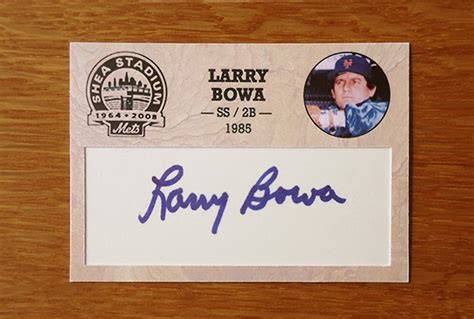 SHEA STADIUM
1964 • 2008
Mets
LARRY
BOWA
— SS / 2B —
1985
Larry Bowa